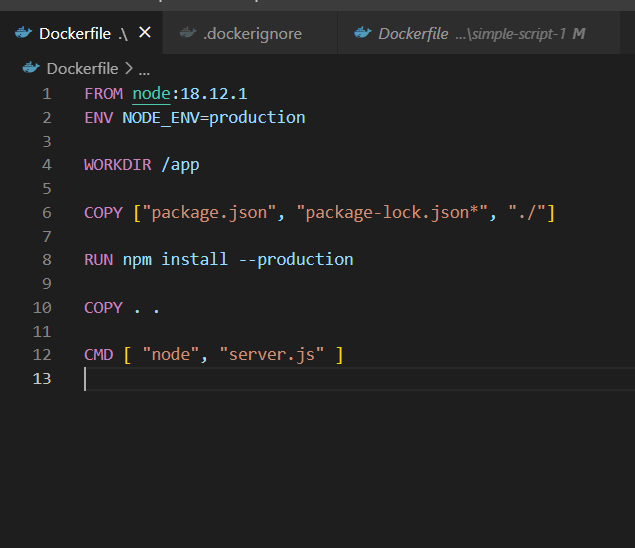 Dockerfile .\ ✕ .dockerignore Dockerfile ...\simple-script-1 M
Dockerfile > ...
1 FROM node:18.12.1
2 ENV NODE_ENV=production
3
4 WORKDIR /app
5
6 COPY ["package.json", "package-lock.json*", "./"]
7
8 RUN npm install --production
9
10 COPY . .
11
12 CMD [ "node", "server.js" ]
13